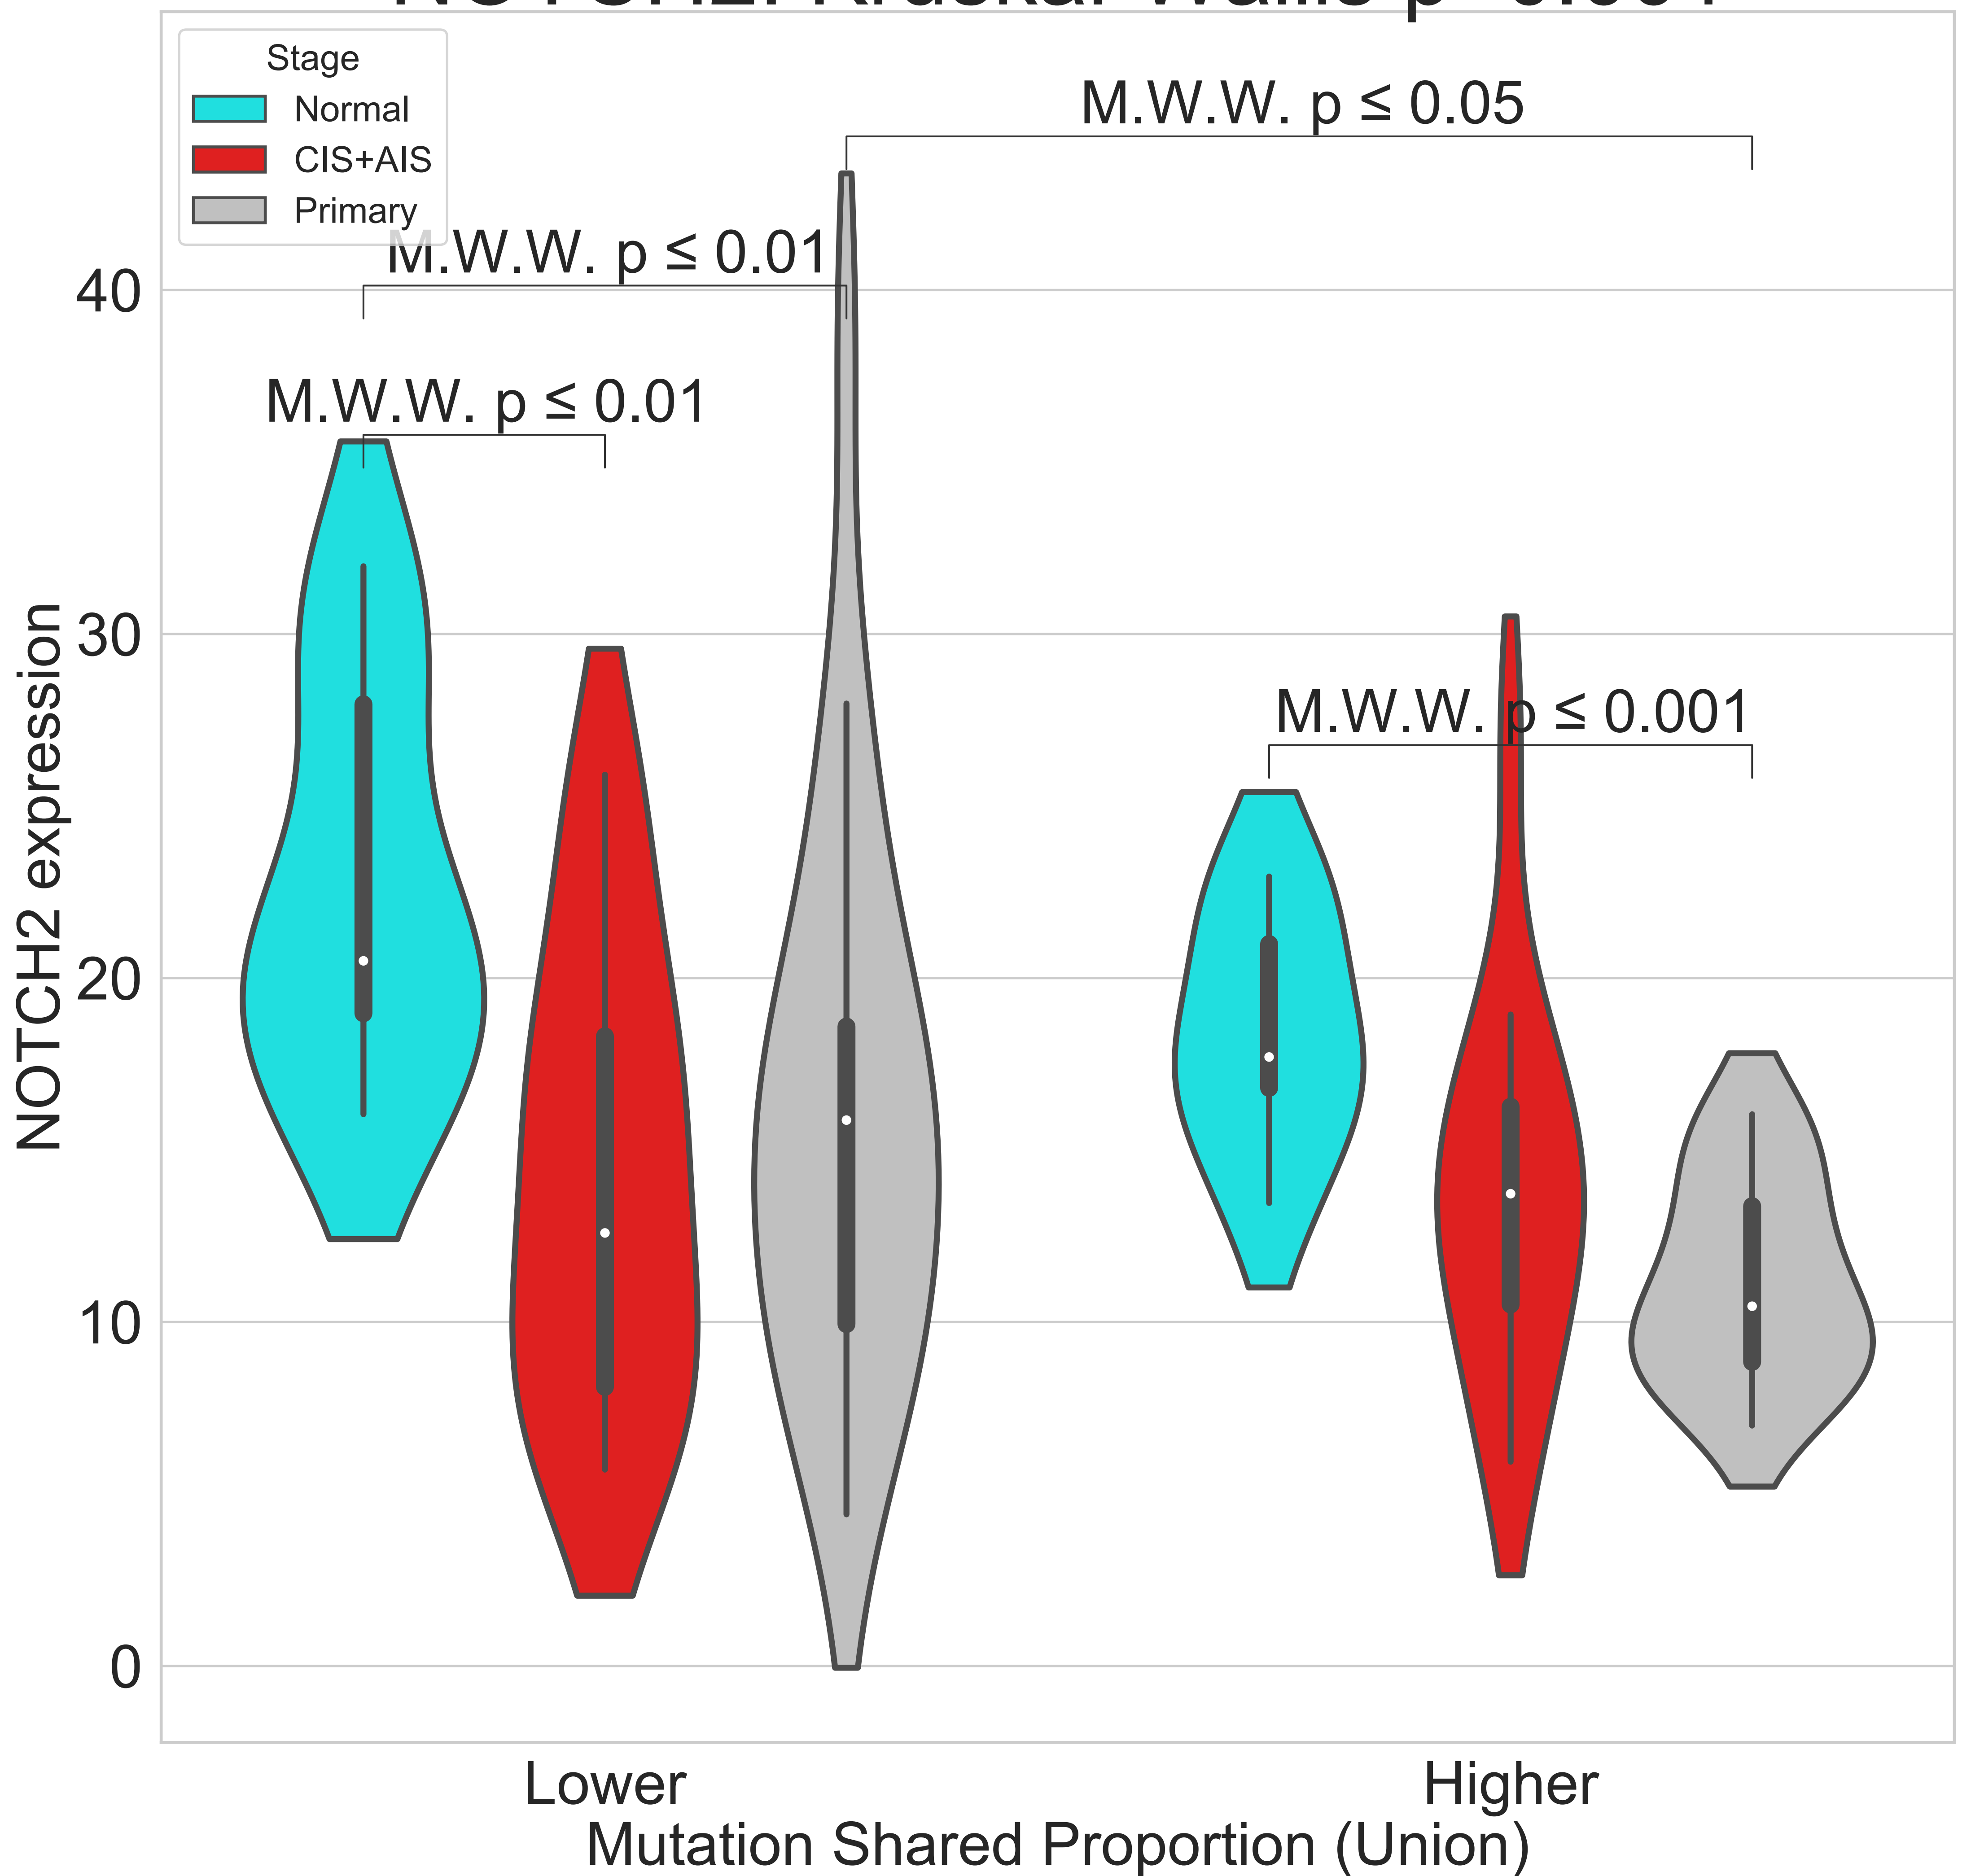 Stage
Normal
CIS+AIS
Primary
M.W.W. p ≤ 0.05
M.W.W. p ≤ 0.01
M.W.W. p ≤ 0.01
M.W.W. p ≤ 0.001
40
30
20
10
0
NOTCH2 expression
Lower
Higher
Mutation Shared Proportion (Union)